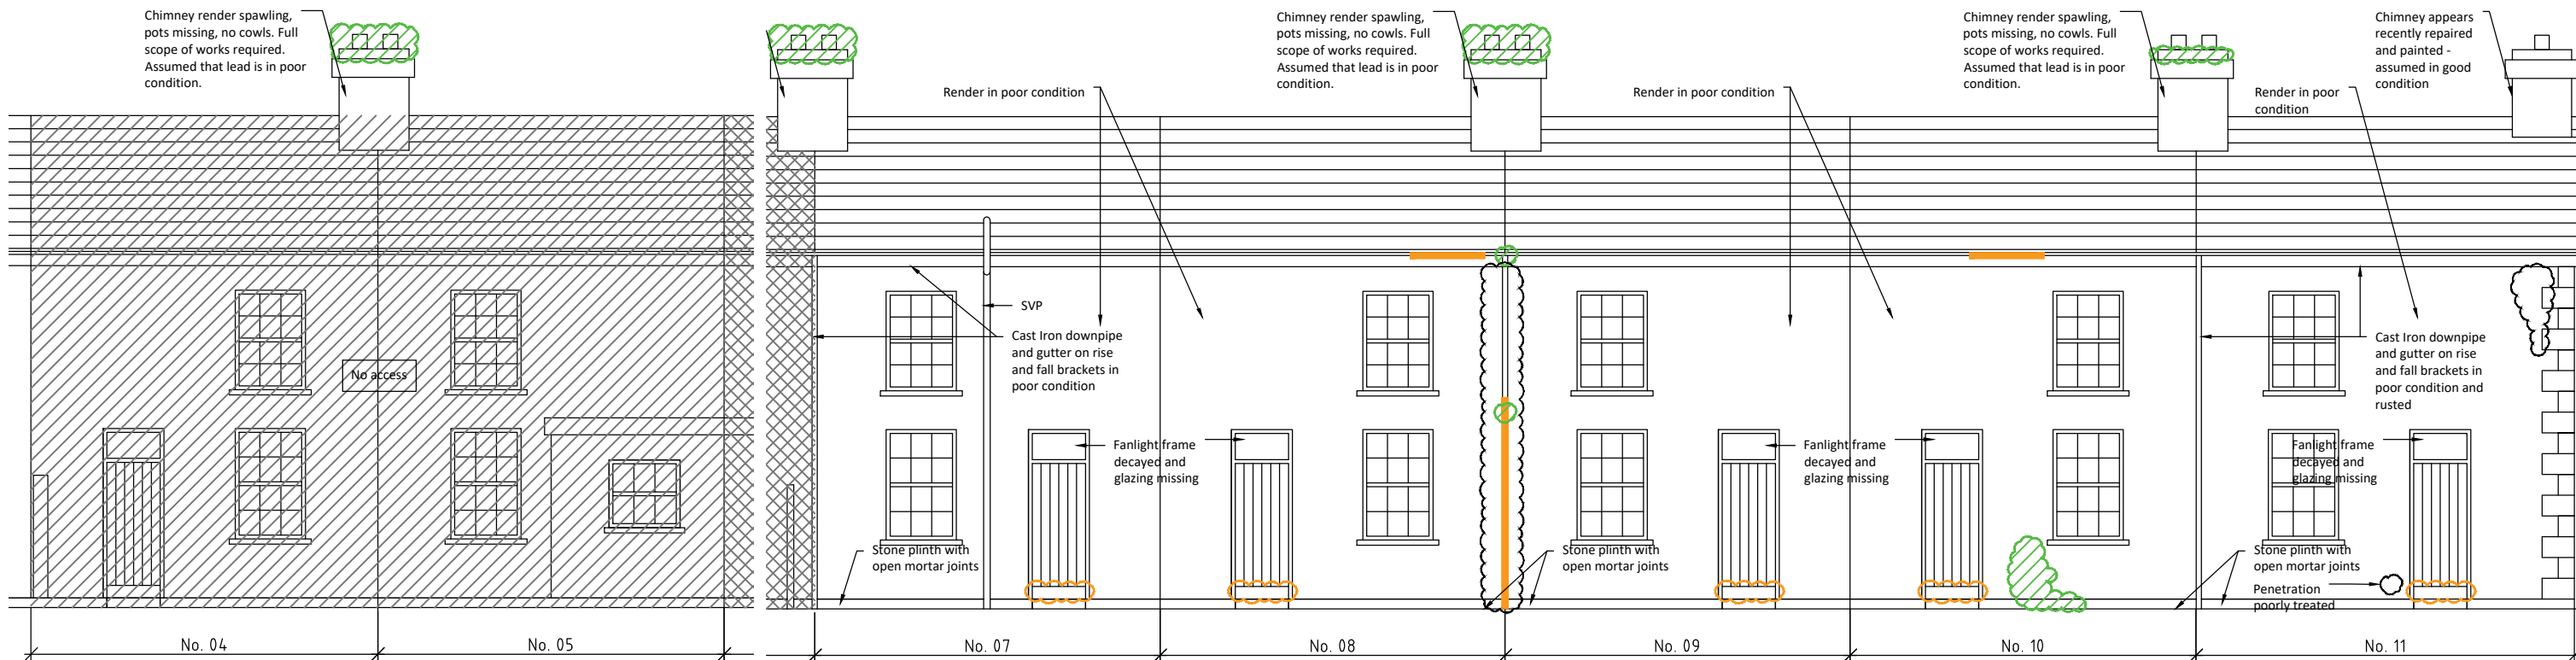 Chimney render spawling,
pots missing, no cowls. Full
scope of works required.
Assumed that lead is in poor
condition.
Render in poor condition
Chimney render spawling,
pots missing, no cowls. Full
scope of works required.
Assumed that lead is in poor
condition.
Render in poor condition
Chimney render spawling,
pots missing, no cowls. Full
scope of works required.
Assumed that lead is in poor
condition.
Render in poor
condition
Chimney appears
recently repaired
and painted -
assumed in good
condition
No access
SVP
Cast Iron downpipe
and gutter on rise
and fall brackets in
poor condition
Cast Iron downpipe
and gutter on rise
and fall brackets in
poor condition and
rusted
Fanlight frame
decayed and
glazing missing
Fanlight frame
decayed and
glazing missing
Fanlight frame
decayed and
glazing missing
Stone plinth with
open mortar joints
Stone plinth with
open mortar joints
Stone plinth with
open mortar joints
Penetration
poorly treated
No. 04
No. 05
No. 07
No. 08
No. 09
No. 10
No. 11